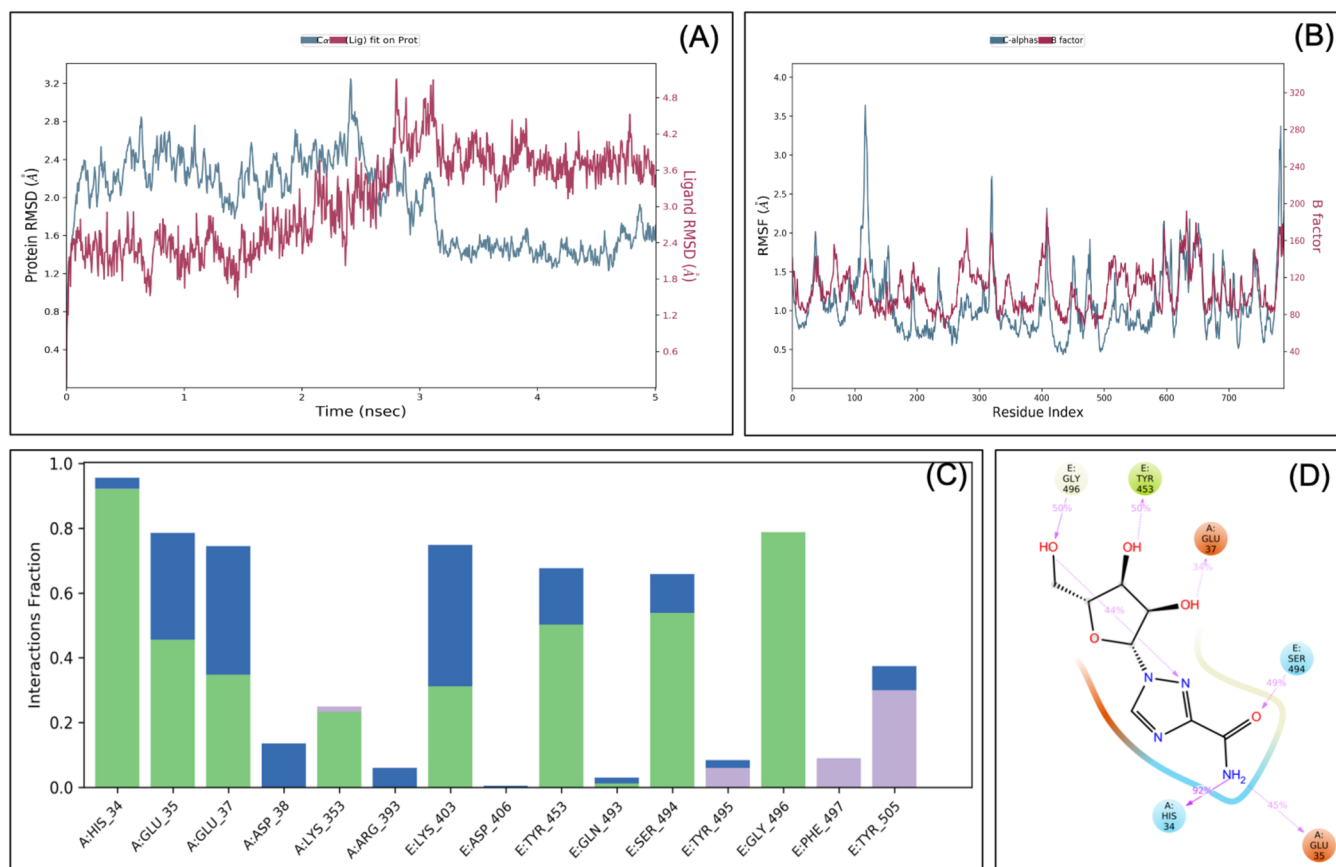 (A)
Cα (Lig) fit on Prot
3.2
2.8
2.4
2.0
1.6
1.2
0.8
0.4
Protein RMSD (Å)
4.8
4.2
3.6
3.0
2.4
1.8
1.2
0.6
Ligand RMSD (Å)
0 1 2 3 4 5
Time (nsec)
(B)
C-alphas B factor
4.0
3.5
3.0
2.5
2.0
1.5
1.0
0.5
RMSF (Å)
320
280
240
200
160
120
80
40
B factor
0 100 200 300 400 500 600 700
Residue Index
(C)
1.0
0.8
0.6
0.4
0.2
0.0
Interactions Fraction
A:HIS_34
A:GLU_35
A:GLU_37
A:ASP_38
A:LYS_353
A:ARG_393
E:LYS_403
E:ASP_406
E:TYR_453
E:GLN_493
E:SER_494
E:TYR_495
E:GLY_496
E:PHE_497
E:TYR_505
(D)
E:
GLY
496
E:
TYR
453
A:
GLU
37
50%
50%
34%
HO
OH
OH
44%
O
E:
SER
494
49%
N
N
N
O
NH2
92%
45%
A:
HIS
34
A:
GLU
35